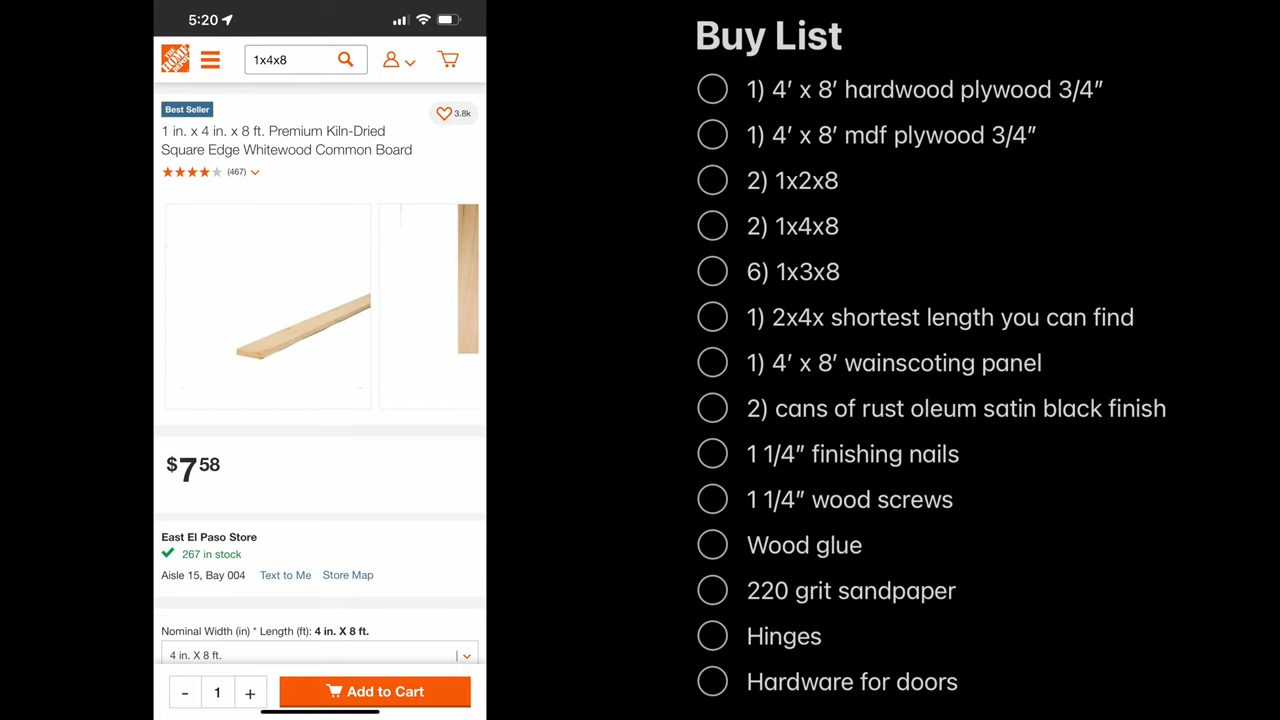 5:20
THE HOME DEPOT
1x4x8
Best Seller
3.8k
1 in. x 4 in. x 8 ft. Premium Kiln-Dried
Square Edge Whitewood Common Board
(467)
$7 58
East El Paso Store
267 in stock
Aisle 15, Bay 004 Text to Me Store Map
Nominal Width (in) * Length (ft): 4 in. X 8 ft.
4 in. X 8 ft.
- 1 + Add to Cart
Buy List
1) 4′ x 8′ hardwood plywood 3/4″
1) 4′ x 8′ mdf plywood 3/4″
2) 1x2x8
2) 1x4x8
6) 1x3x8
1) 2x4x shortest length you can find
1) 4′ x 8′ wainscoting panel
2) cans of rust oleum satin black finish
1 1/4″ finishing nails
1 1/4″ wood screws
Wood glue
220 grit sandpaper
Hinges
Hardware for doors